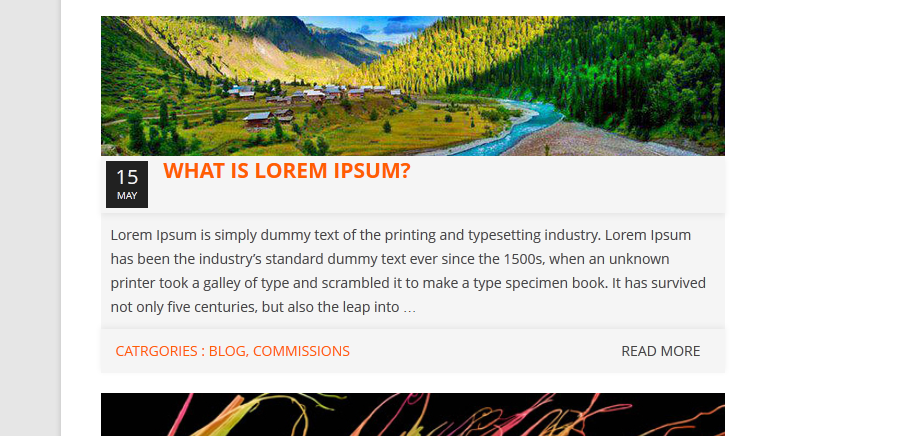 15
MAY
WHAT IS LOREM IPSUM?
Lorem Ipsum is simply dummy text of the printing and typesetting industry. Lorem Ipsum
has been the industry’s standard dummy text ever since the 1500s, when an unknown
printer took a galley of type and scrambled it to make a type specimen book. It has survived
not only five centuries, but also the leap into …
CATRGORIES : BLOG, COMMISSIONS
READ MORE